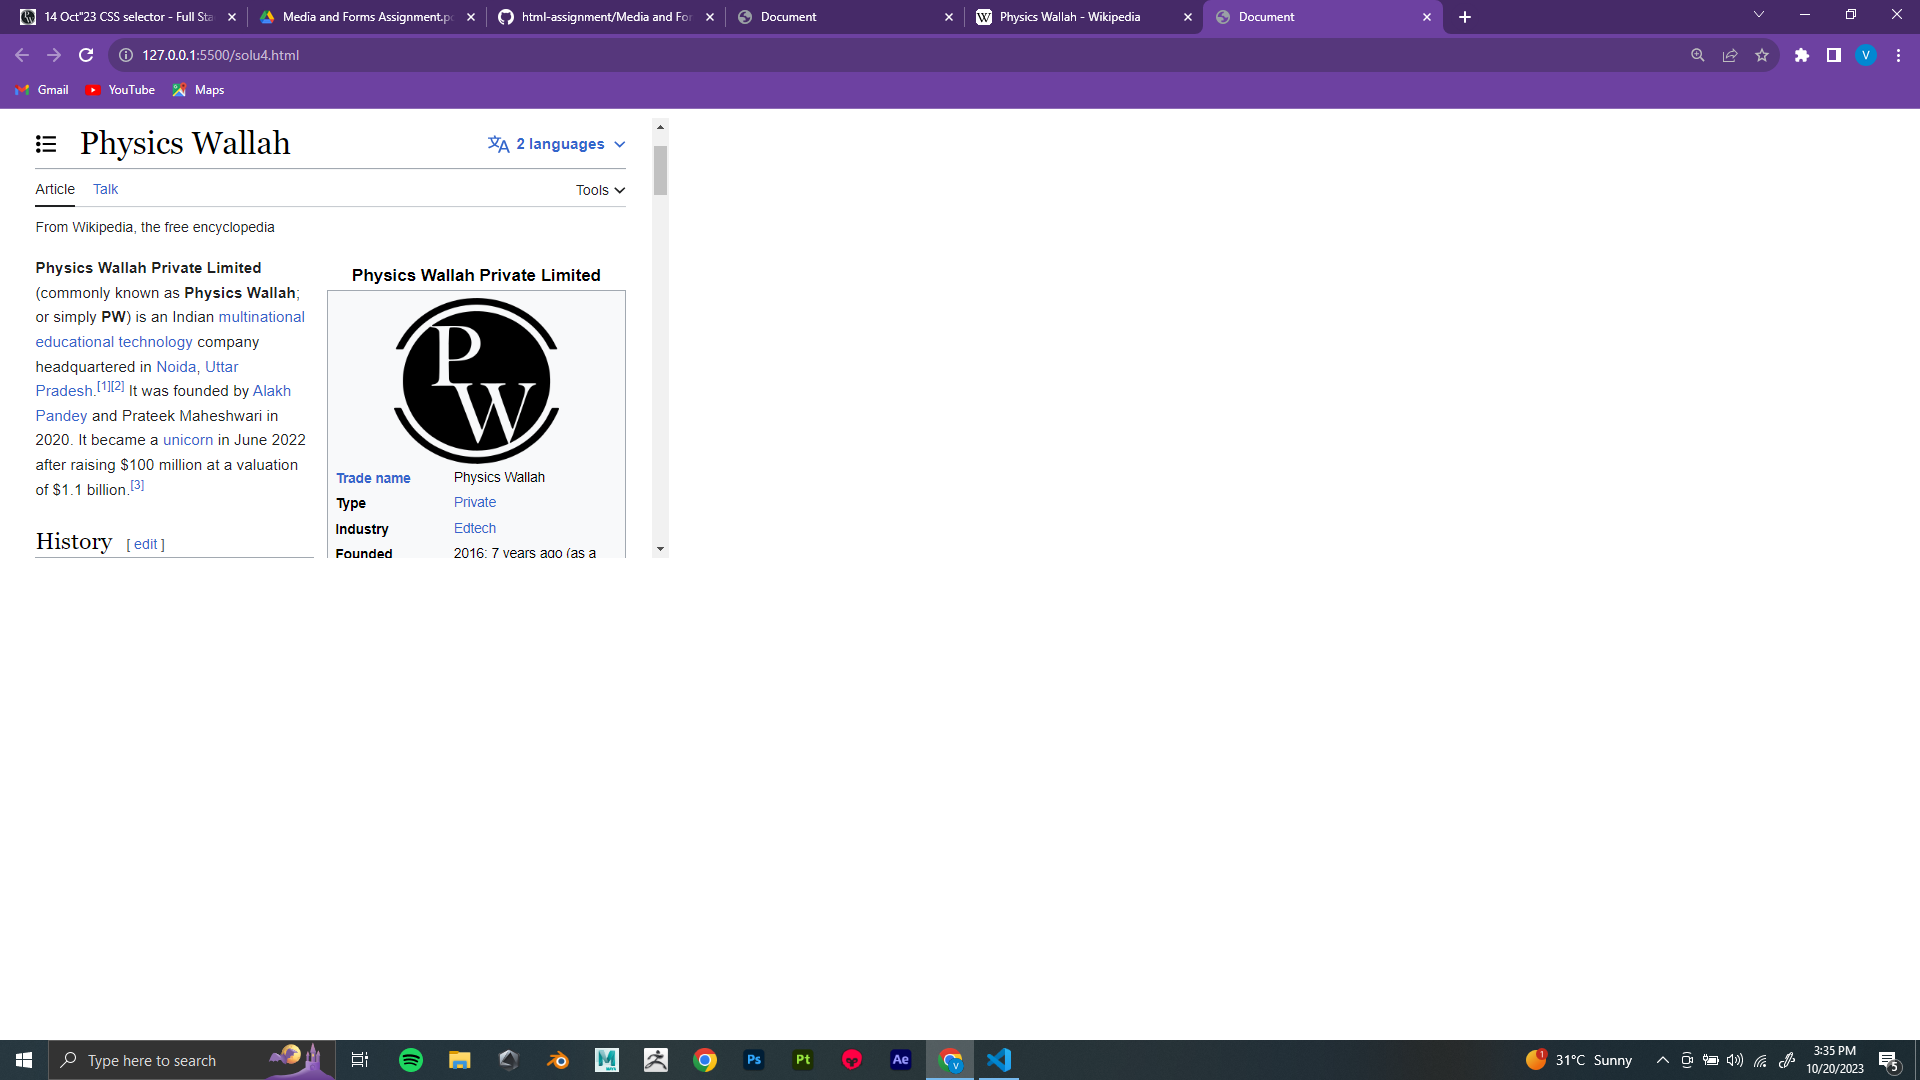 14 Oct"23 CSS selector - Full Sta
Media and Forms Assignment.pd
html-assignment/Media and For
Document
Physics Wallah - Wikipedia
Document
127.0.0.1:5500/solu4.html
V
Gmail
YouTube
Maps
Physics Wallah
2 languages
Article
Talk
Tools
From Wikipedia, the free encyclopedia
Physics Wallah Private Limited
(commonly known as Physics Wallah;
or simply PW) is an Indian multinational
educational technology company
headquartered in Noida, Uttar
Pradesh.[1][2] It was founded by Alakh
Pandey and Prateek Maheshwari in
2020. It became a unicorn in June 2022
after raising $100 million at a valuation
of $1.1 billion.[3]
History [ edit ]
Physics Wallah Private Limited
P
W
Trade name Physics Wallah
Type Private
Industry Edtech
Founded 2016; 7 years ago (as a
Type here to search
M
Ps
Pt
Ae
V
1
31°C Sunny
3:35 PM
10/20/2023
5